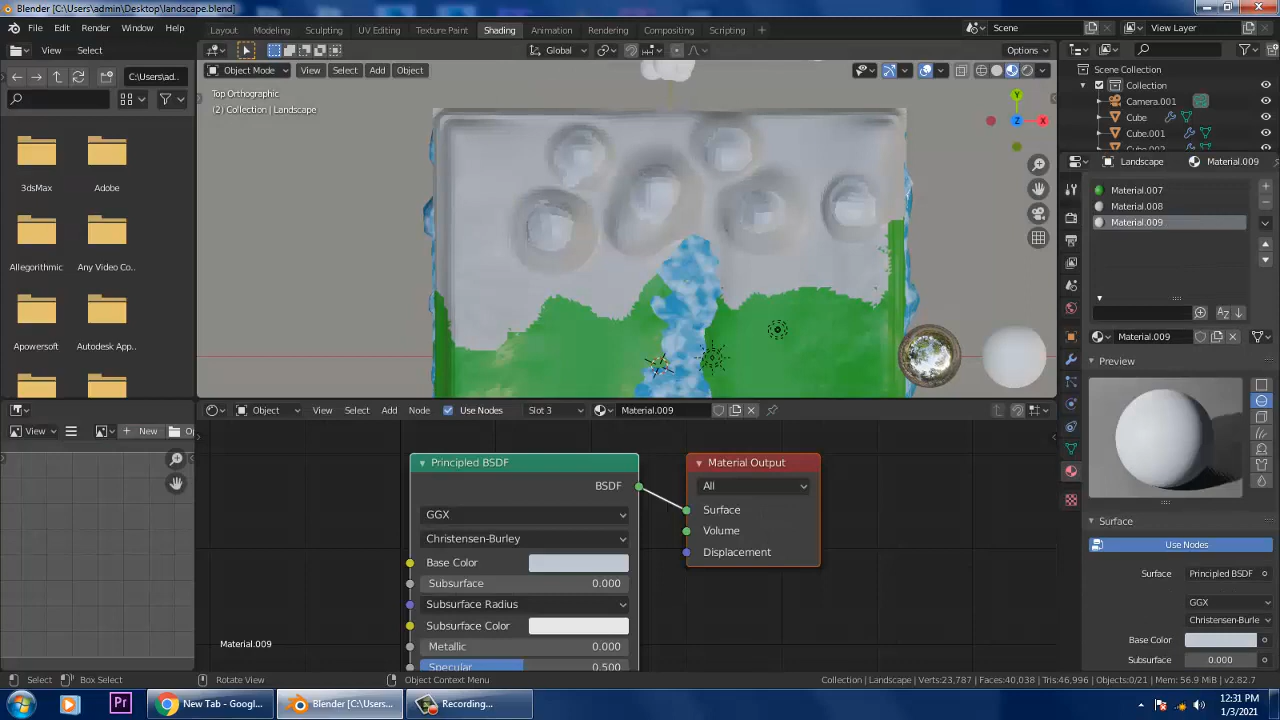 Blender [C:\Users\admin\Desktop\landscape.blend]
File Edit Render Window Help
Layout Modeling Sculpting UV Editing Texture Paint Shading Animation Rendering Compositing Scripting
Scene
View Layer
View Select
Global
Options
C:\Users\ad...
Object Mode View Select Add Object
Top Orthographic
(2) Collection | Landscape
Y
Z
X
Scene Collection
Collection
Camera.001
Cube
Cube.001
3dsMax
Adobe
Allegorithmic
Any Video Co...
Apowersoft
Autodesk App...
Landscape
Material.009
Material.007
Material.008
Material.009
Material.009
Preview
Surface
Use Nodes
Surface Principled BSDF
GGX
Christensen-Burle
Base Color
Subsurface 0.000
View
New
Object View Select Add Node Use Nodes Slot 3 Material.009
Principled BSDF
BSDF
GGX
Christensen-Burley
Base Color
Subsurface 0.000
Subsurface Radius
Subsurface Color
Metallic 0.000
Specular 0.500
Material Output
All
Surface
Volume
Displacement
Material.009
Select Box Select Rotate View Object Context Menu
Collection | Landscape | Verts:23,787 | Faces:40,038 | Tris:46,996 | Objects:0/21 | Mem: 56.9 MiB | v2.82.7
New Tab - Googl...
Blender [C:\Users...
Recording...
12:31 PM
1/3/2021